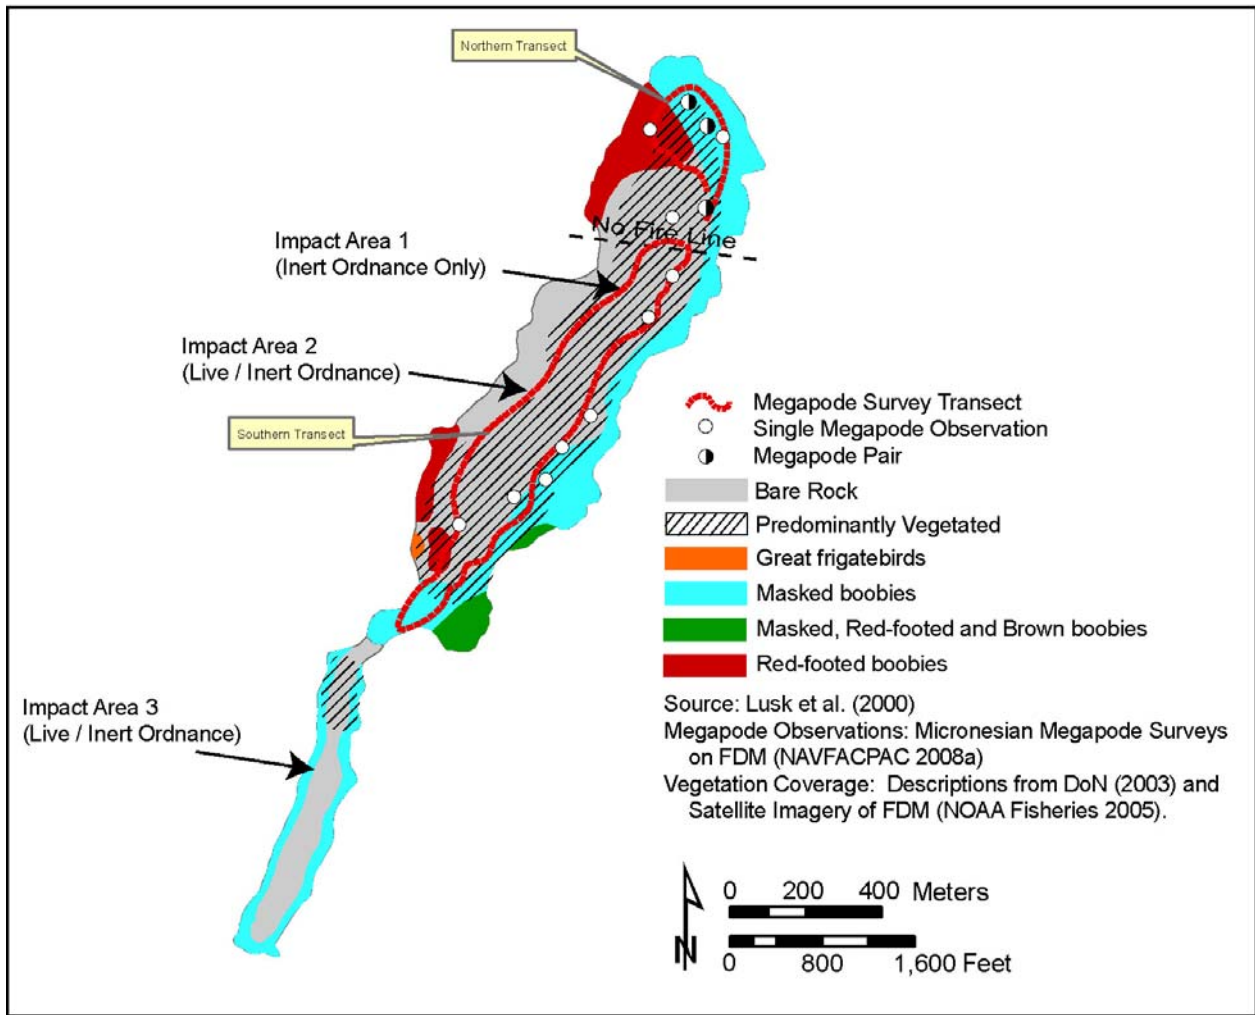 Northern Transect
No Fire Line
Impact Area 1
(Inert Ordnance Only)
Impact Area 2
(Live / Inert Ordnance)
Southern Transect
Impact Area 3
(Live / Inert Ordnance)
Megapode Survey Transect
Single Megapode Observation
Megapode Pair
Bare Rock
Predominantly Vegetated
Great frigatebirds
Masked boobies
Masked, Red-footed and Brown boobies
Red-footed boobies
Source: Lusk et al. (2000)
Megapode Observations: Micronesian Megapode Surveys
on FDM (NAVFACPAC 2008a)
Vegetation Coverage: Descriptions from DoN (2003) and
Satellite Imagery of FDM (NOAA Fisheries 2005).
N
0 200 400 Meters
0 800 1,600 Feet